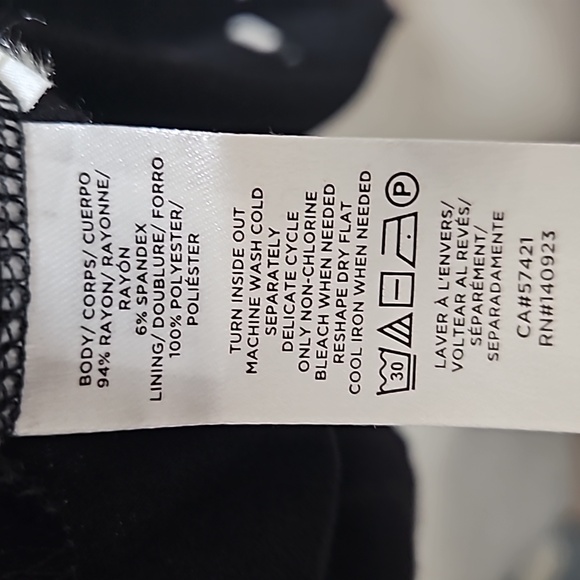 BODY/ CORPS/ CUERPO
94% RAYON/ RAYONNE/
RAYÓN
6% SPANDEX
LINING/ DOUBLURE/ FORRO
100% POLYESTER/
POLIÉSTER
TURN INSIDE OUT
MACHINE WASH COLD
SEPARATELY
DELICATE CYCLE
ONLY NON-CHLORINE
BLEACH WHEN NEEDED
RESHAPE DRY FLAT
COOL IRON WHEN NEEDED
30 P
LAVER À L'ENVERS/
VOLTEAR AL REVÉS/
SÉPARÉMENT/
SEPARADAMENTE
CA#57421
RN#140923